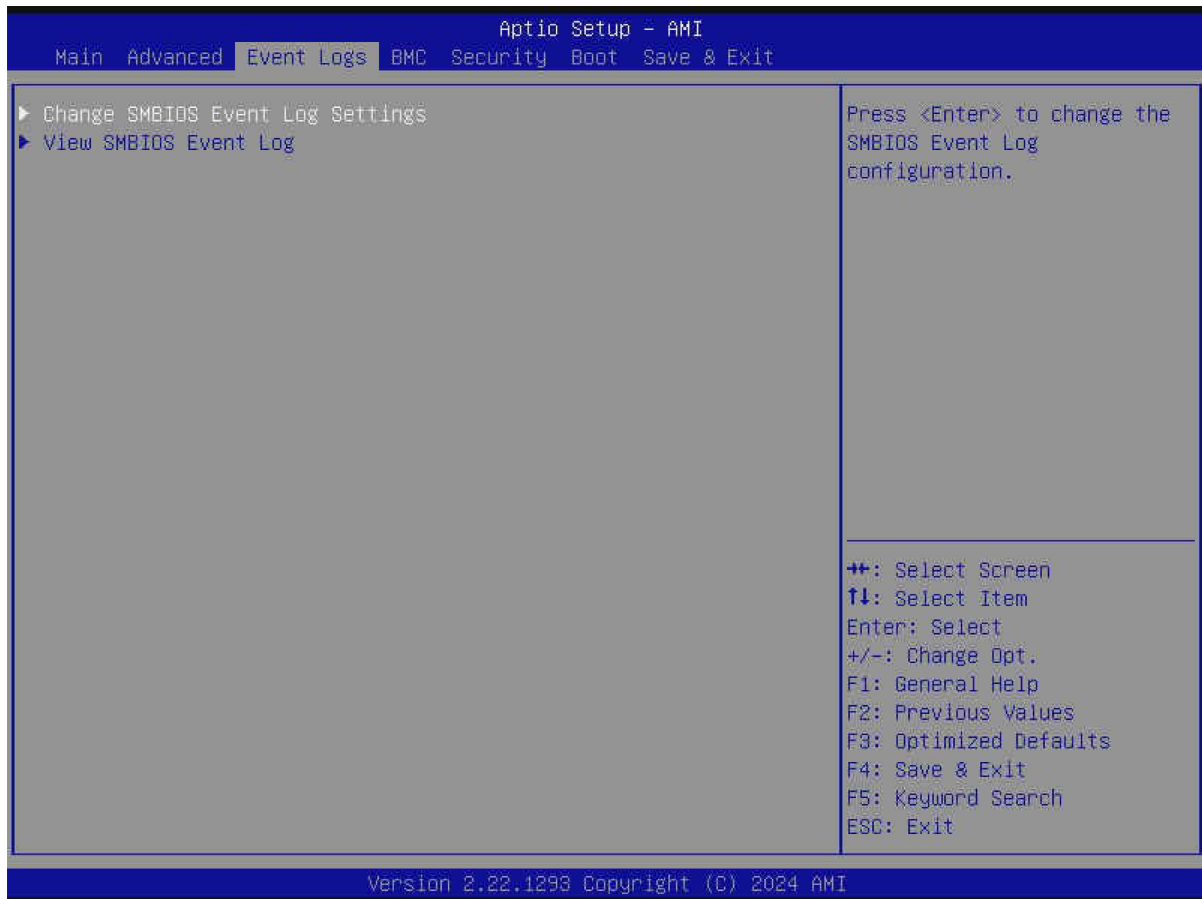 Aptio Setup – AMI
Main Advanced Event Logs BMC Security Boot Save & Exit
▶ Change SMBIOS Event Log Settings
▶ View SMBIOS Event Log
Press <Enter> to change the
SMBIOS Event Log
configuration.
→←: Select Screen
↑↓: Select Item
Enter: Select
+/-: Change Opt.
F1: General Help
F2: Previous Values
F3: Optimized Defaults
F4: Save & Exit
F5: Keyword Search
ESC: Exit
Version 2.22.1293 Copyright (C) 2024 AMI